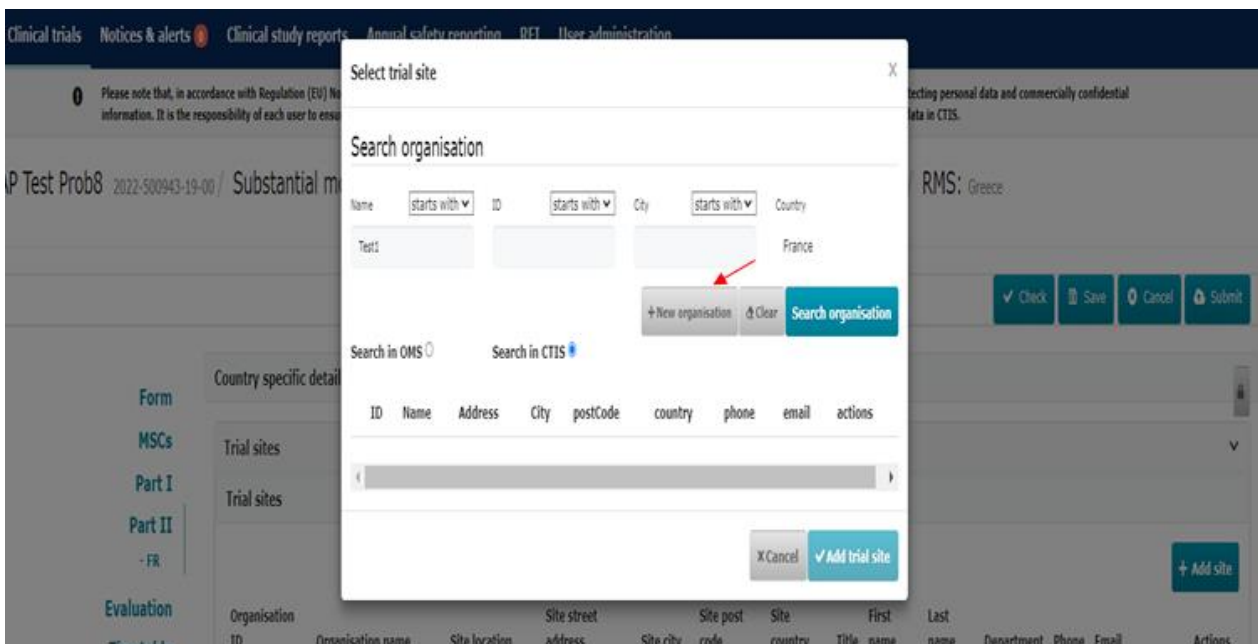 Clinical trials Notices & alerts Clinical study reports Annual safety reporting RFI User administration
Select trial site X
Please note that, in accordance with Regulation (EU) No tecting personal data and commercially confidential
information. It is the responsibility of each user to ensu data in CTIS.
Search organisation
AP Test Prob8 2022-500943-19-00 / Substantial m / RMS: Greece
Name starts with ID starts with City starts with Country
Test1 France
+New organisation Clear Search organisation
Check Save Cancel Submit
Search in OMS Search in CTIS
Country specific detail
Form
ID Name Address City postCode country phone email actions
MSCs
Trial sites
Part I
Trial sites
Part II
- FR
X Cancel Add trial site
+ Add site
Evaluation
Organisation Site street Site post Site First Last
ID Organisation name Site location address Site city code country Title name name Department Phone Email Actions